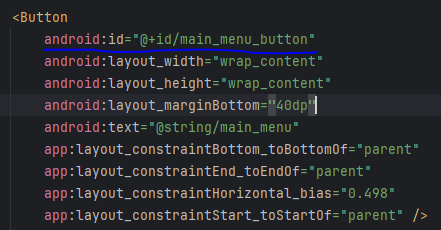 <Button
android:id="@+id/main_menu_button"
android:layout_width="wrap_content"
android:layout_height="wrap_content"
android:layout_marginBottom="40dp"
android:text="@string/main_menu"
app:layout_constraintBottom_toBottomOf="parent"
app:layout_constraintEnd_toEndOf="parent"
app:layout_constraintHorizontal_bias="0.498"
app:layout_constraintStart_toStartOf="parent" />